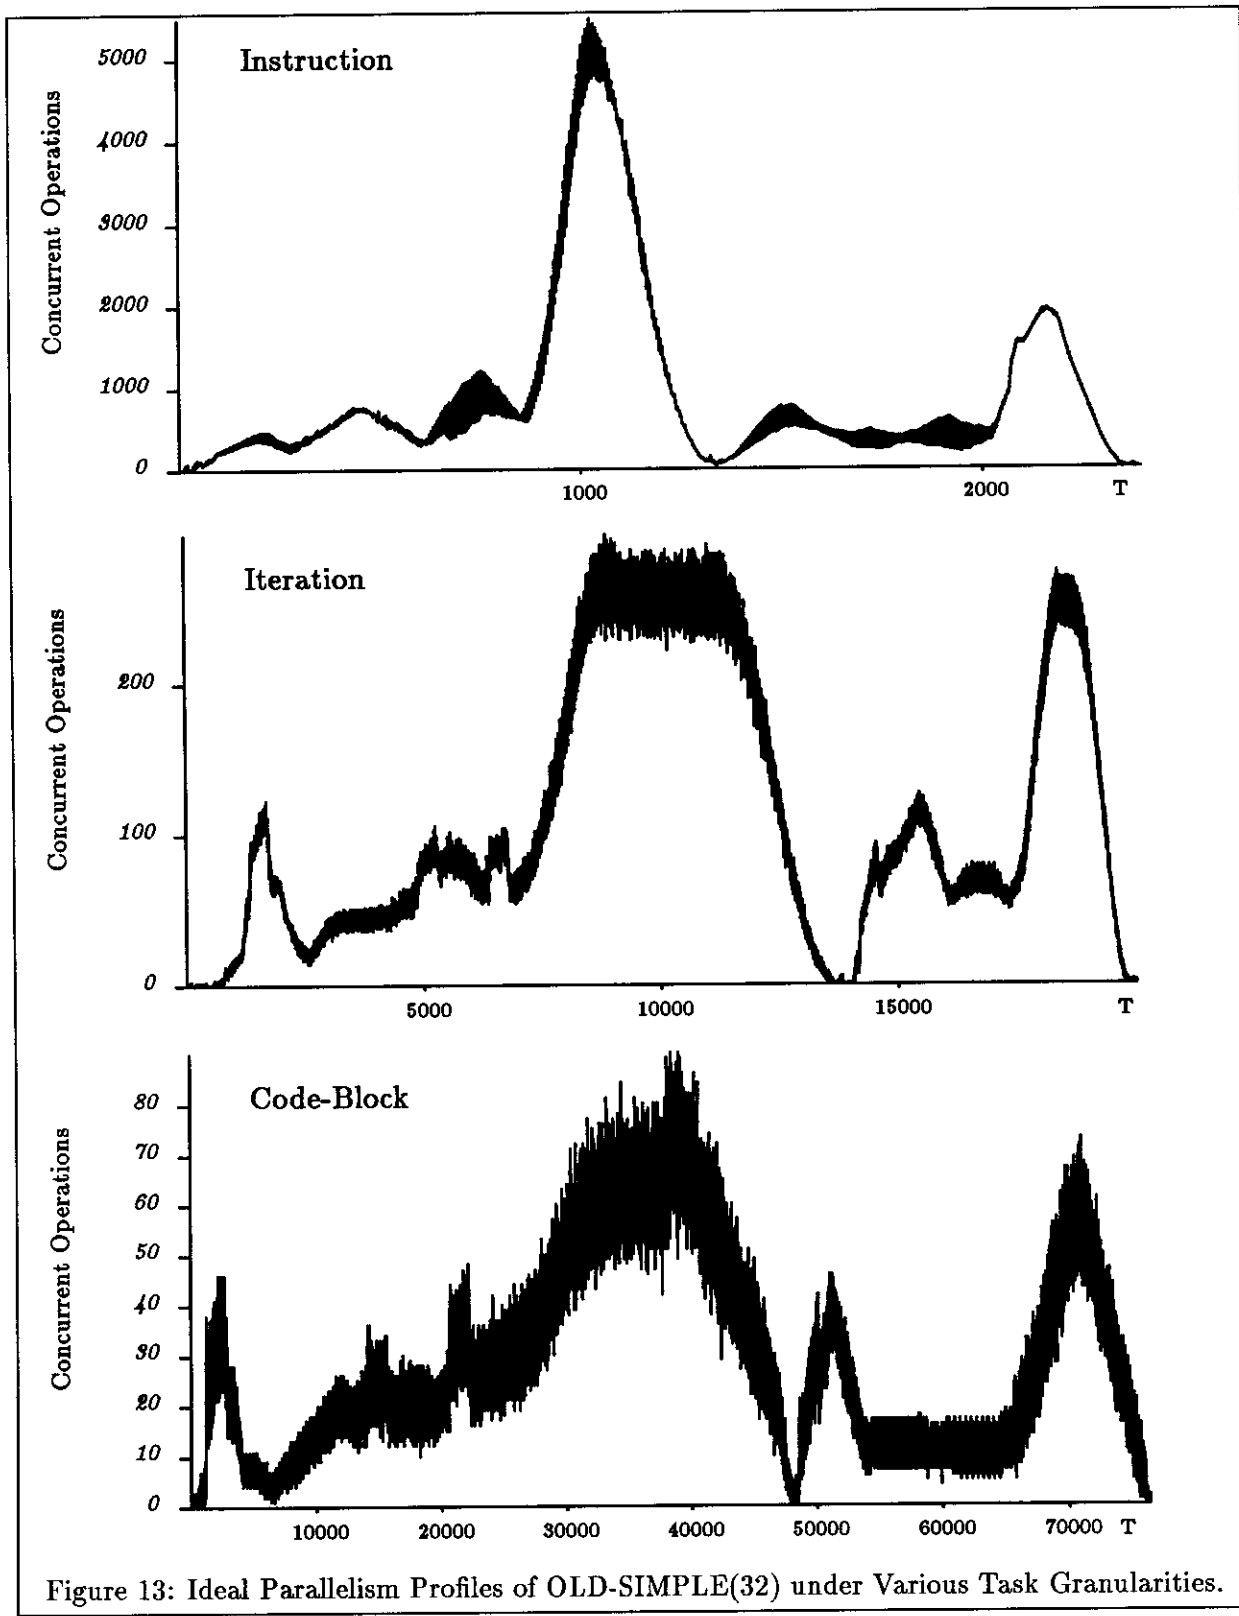 Instruction
Concurrent Operations
5000
4000
3000
2000
1000
0
1000 2000 T
Iteration
Concurrent Operations
200
100
0
5000 10000 15000 T
Code-Block
Concurrent Operations
80
70
60
50
40
30
20
10
0
10000 20000 30000 40000 50000 60000 70000 T
Figure 13: Ideal Parallelism Profiles of OLD-SIMPLE(32) under Various Task Granularities.